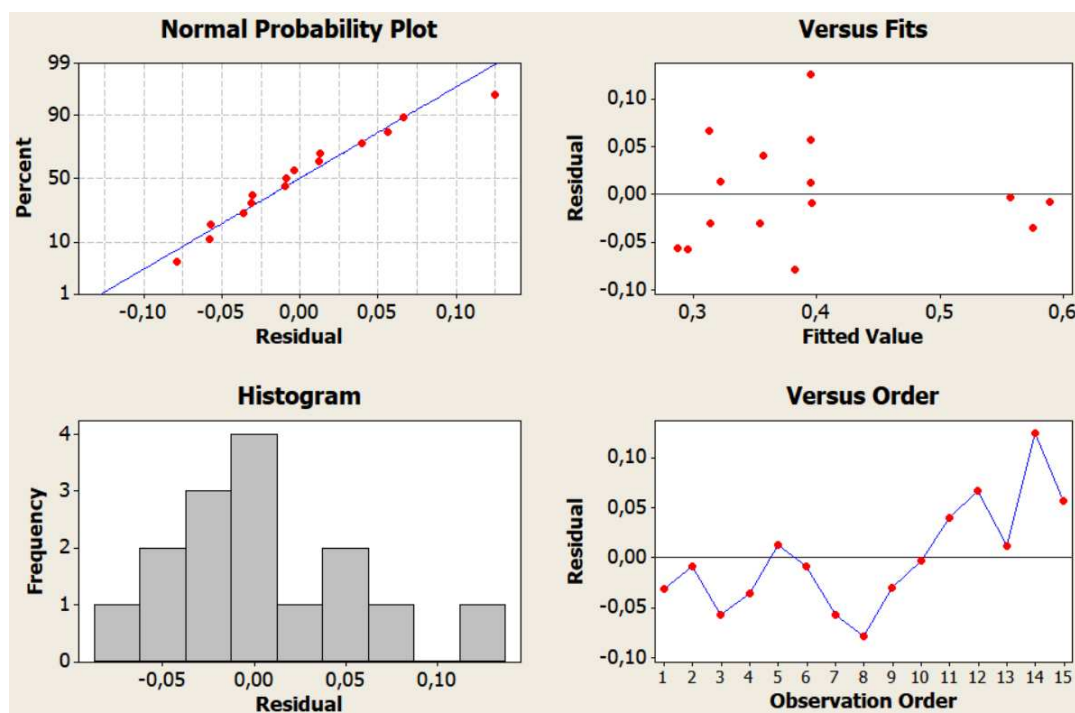 Normal Probability Plot
Percent
99
90
50
10
1
-0,10 -0,05 0,00 0,05 0,10
Residual
Versus Fits
Residual
0,10
0,05
0,00
-0,05
-0,10
0,3 0,4 0,5 0,6
Fitted Value
Histogram
Frequency
4
3
2
1
0
-0,05 0,00 0,05 0,10
Residual
Versus Order
Residual
0,10
0,05
0,00
-0,05
-0,10
1 2 3 4 5 6 7 8 9 10 11 12 13 14 15
Observation Order